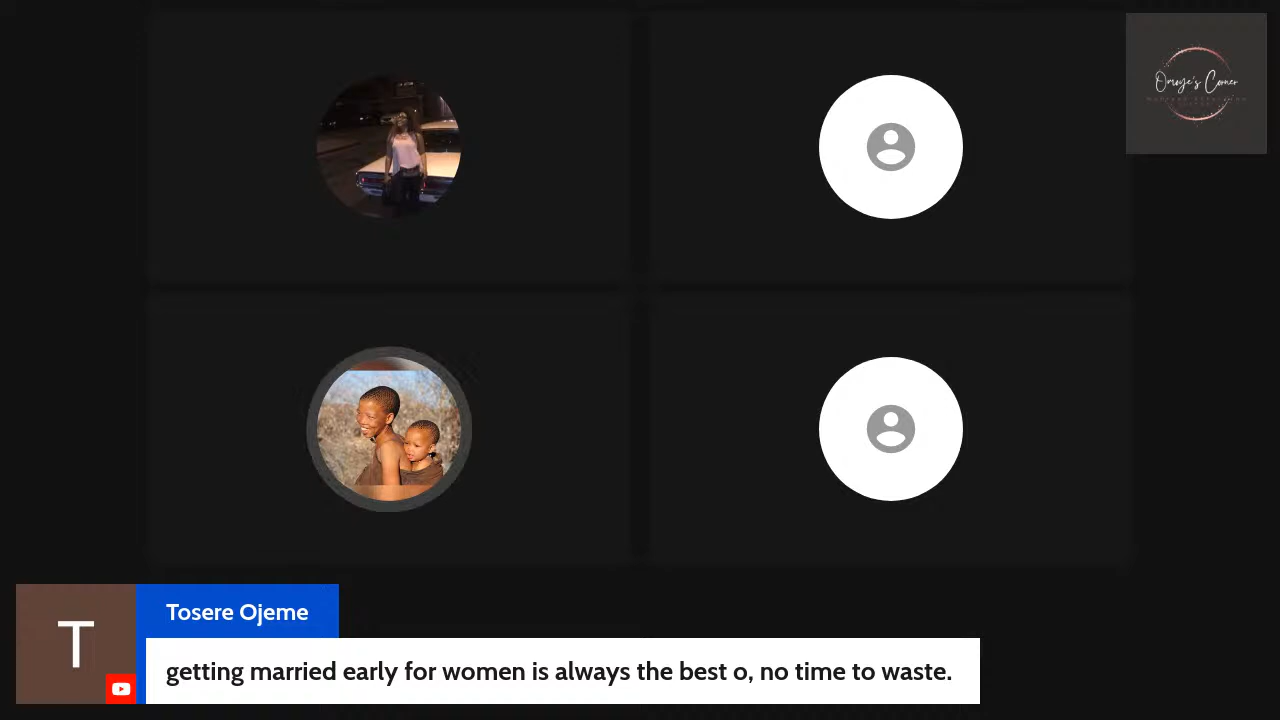 Omoye's Corner
Tosere Ojeme
T
getting married early for women is always the best o, no time to waste.